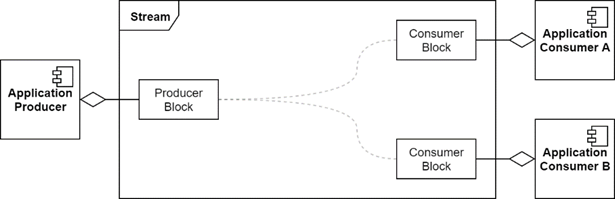 Stream
Application
Producer
Producer
Block
Consumer
Block
Application
Consumer A
Consumer
Block
Application
Consumer B